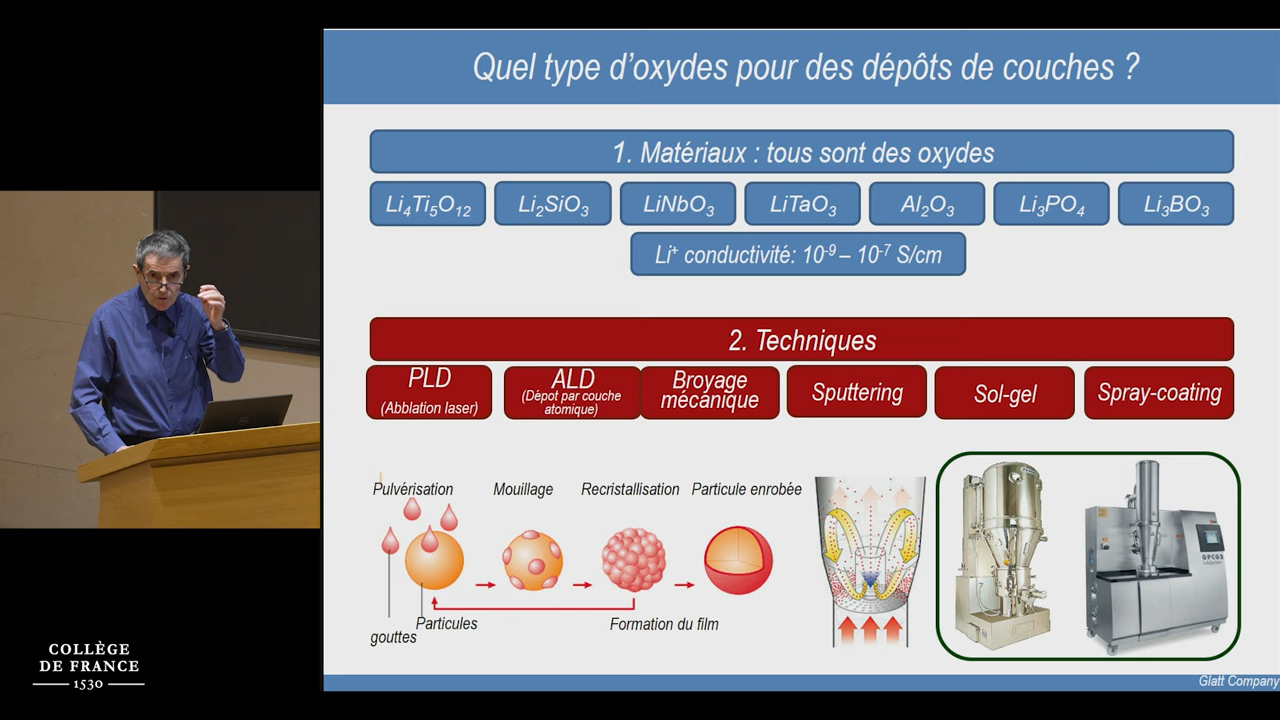 Quel type d’oxydes pour des dépôts de couches ?
1. Matériaux : tous sont des oxydes
Li₄Ti₅O₁₂
Li₂SiO₃
LiNbO₃
LiTaO₃
Al₂O₃
Li₃PO₄
Li₃BO₃
Li⁺ conductivité: 10⁻⁹ – 10⁻⁷ S/cm
2. Techniques
PLD
(Abblation laser)
ALD
(Dépot par couche
atomique)
Broyage
mécanique
Sputtering
Sol-gel
Spray-coating
Pulvérisation
Mouillage
Recristallisation
Particule enrobée
gouttes
Particules
Formation du film
Glatt Company
COLLÈGE
DE FRANCE
1530